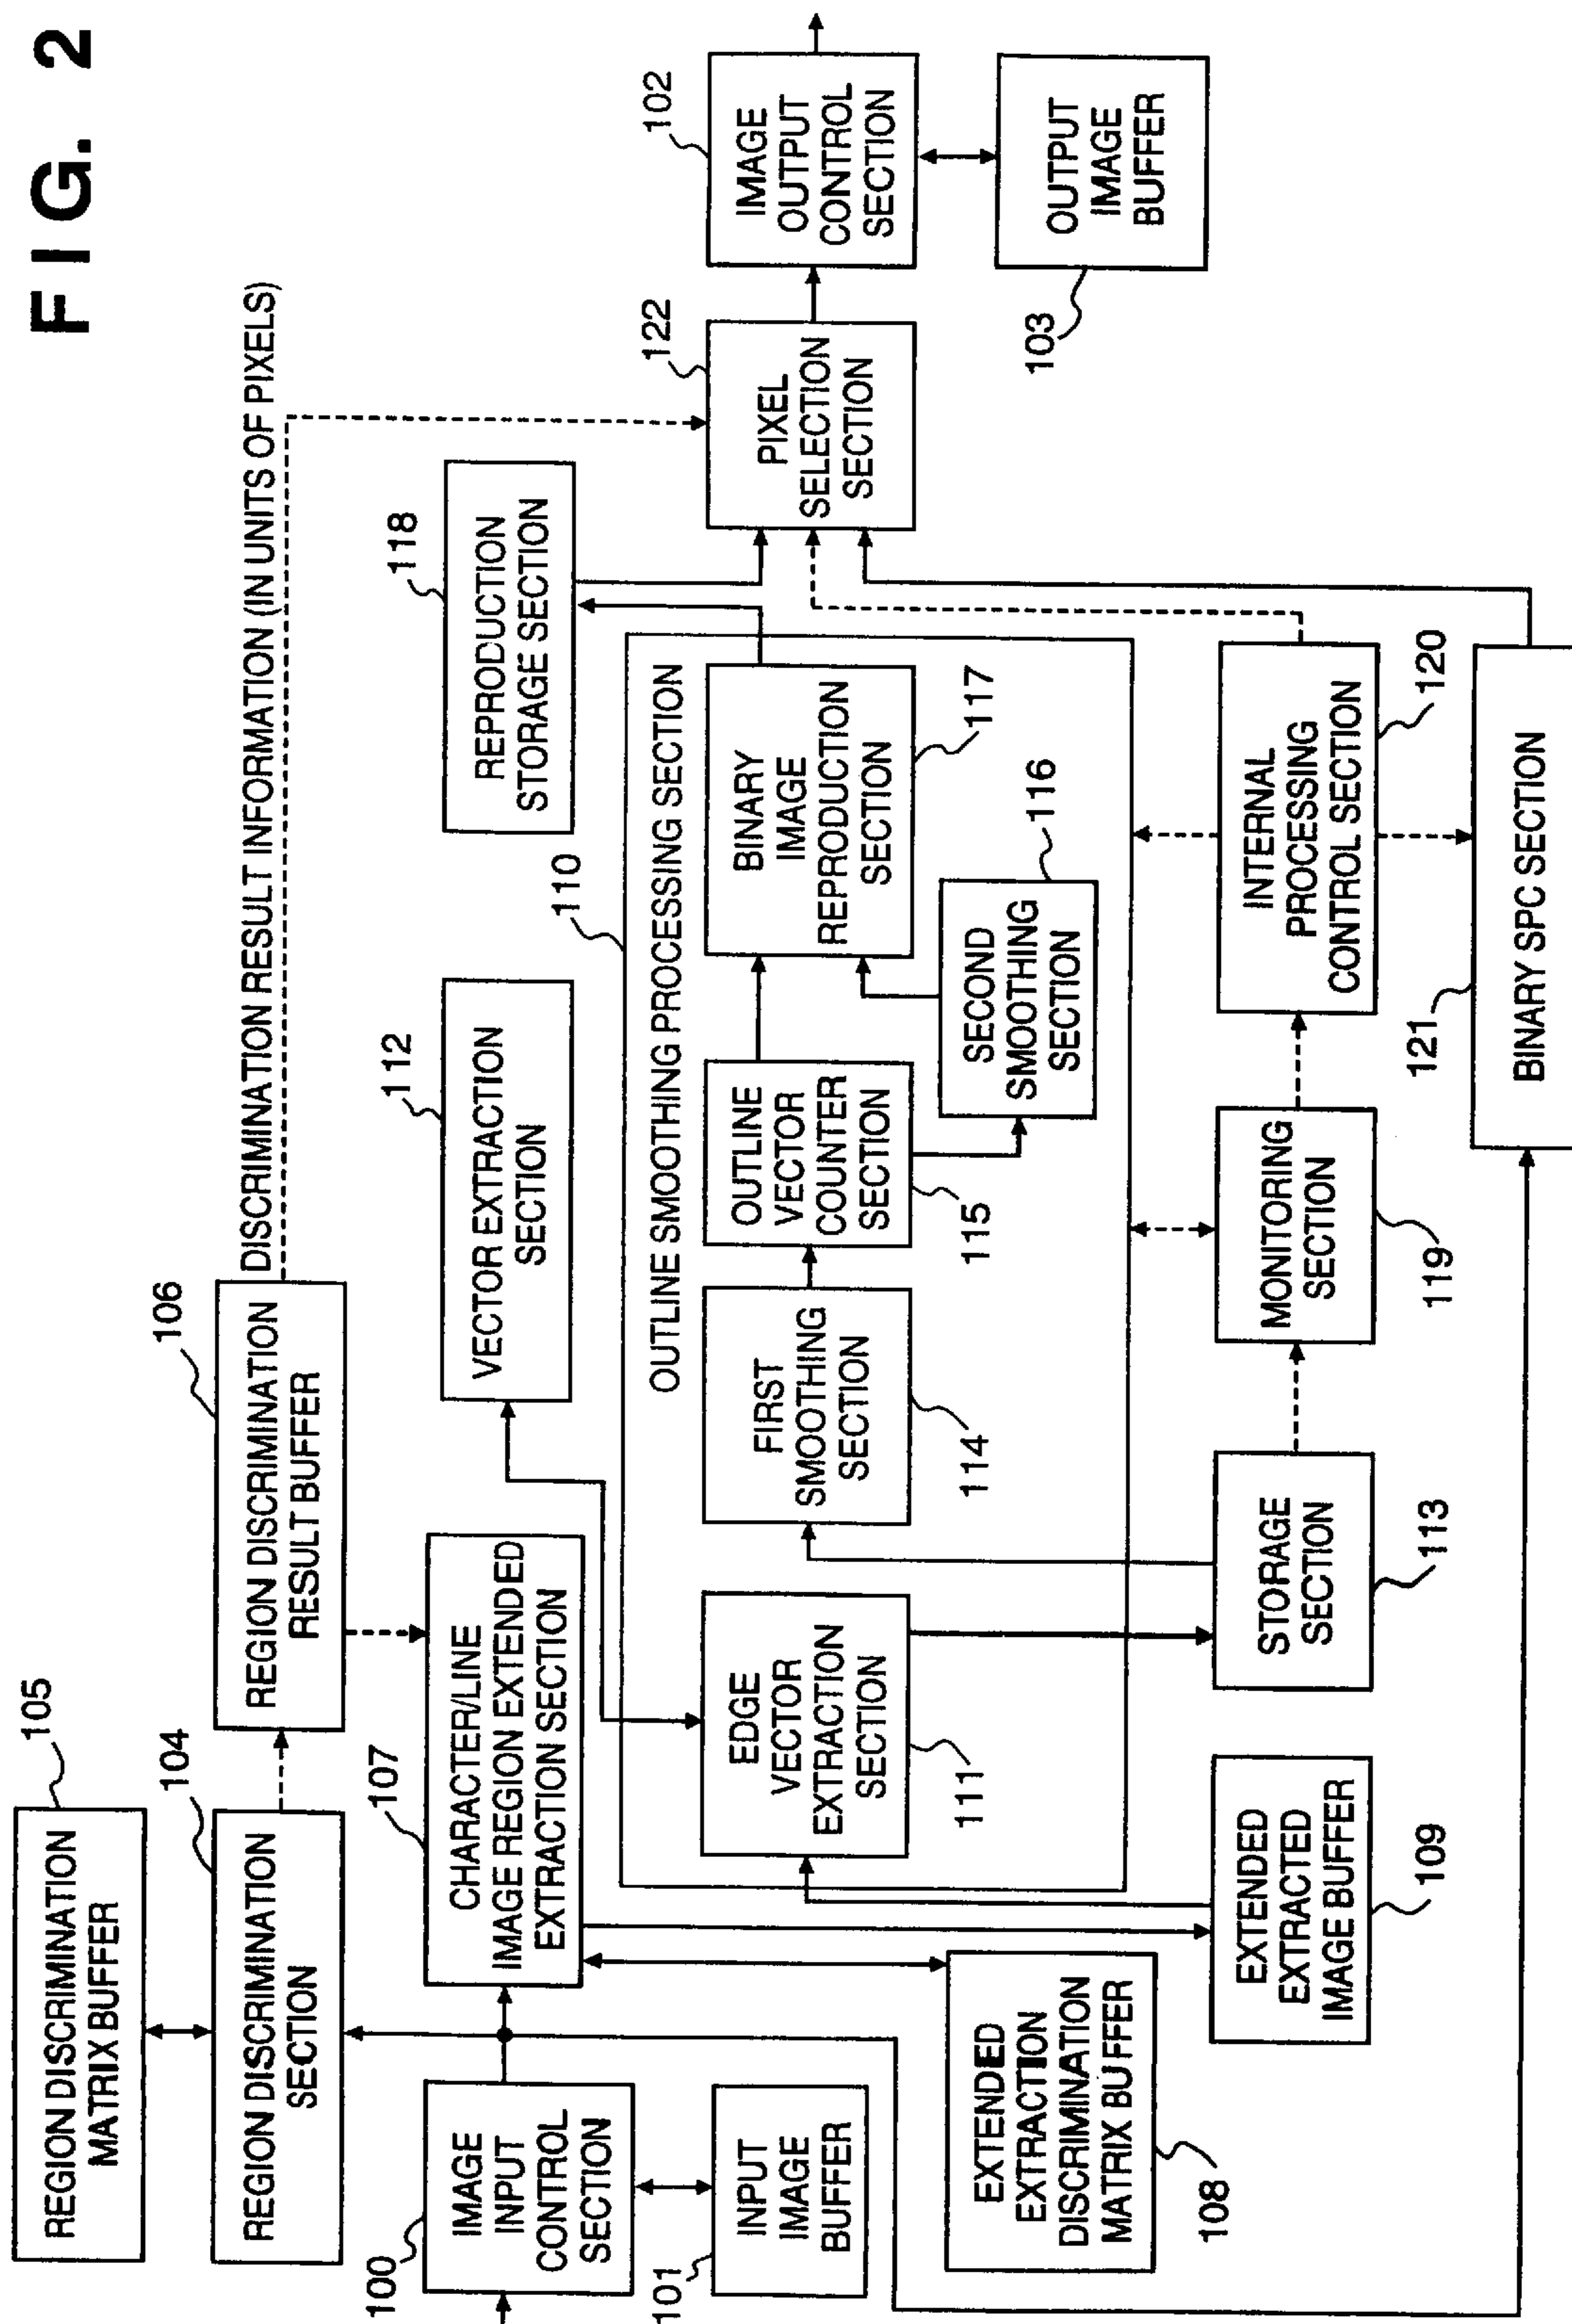 FIG. 2
105
REGION DISCRIMINATION
MATRIX BUFFER
104
REGION DISCRIMINATION
SECTION
106
REGION DISCRIMINATION
RESULT BUFFER
DISCRIMINATION RESULT INFORMATION (IN UNITS OF PIXELS)
100
IMAGE
INPUT
CONTROL
SECTION
107
CHARACTER/LINE
IMAGE REGION EXTENDED
EXTRACTION SECTION
112
VECTOR EXTRACTION
SECTION
118
REPRODUCTION
STORAGE SECTION
110
OUTLINE SMOOTHING PROCESSING SECTION
101
INPUT
IMAGE
BUFFER
EDGE
VECTOR
EXTRACTION
SECTION
111
FIRST
SMOOTHING
SECTION
114
OUTLINE
VECTOR
COUNTER
SECTION
115
BINARY
IMAGE
REPRODUCTION
SECTION
117
SECOND
SMOOTHING
SECTION
116
122
PIXEL
SELECTION
SECTION
102
IMAGE
OUTPUT
CONTROL
SECTION
103
OUTPUT
IMAGE
BUFFER
EXTENDED
EXTRACTION
DISCRIMINATION
MATRIX BUFFER
108
EXTENDED
EXTRACTED
IMAGE BUFFER
109
STORAGE
SECTION
113
MONITORING
SECTION
119
INTERNAL
PROCESSING
CONTROL SECTION
120
121
BINARY SPC SECTION